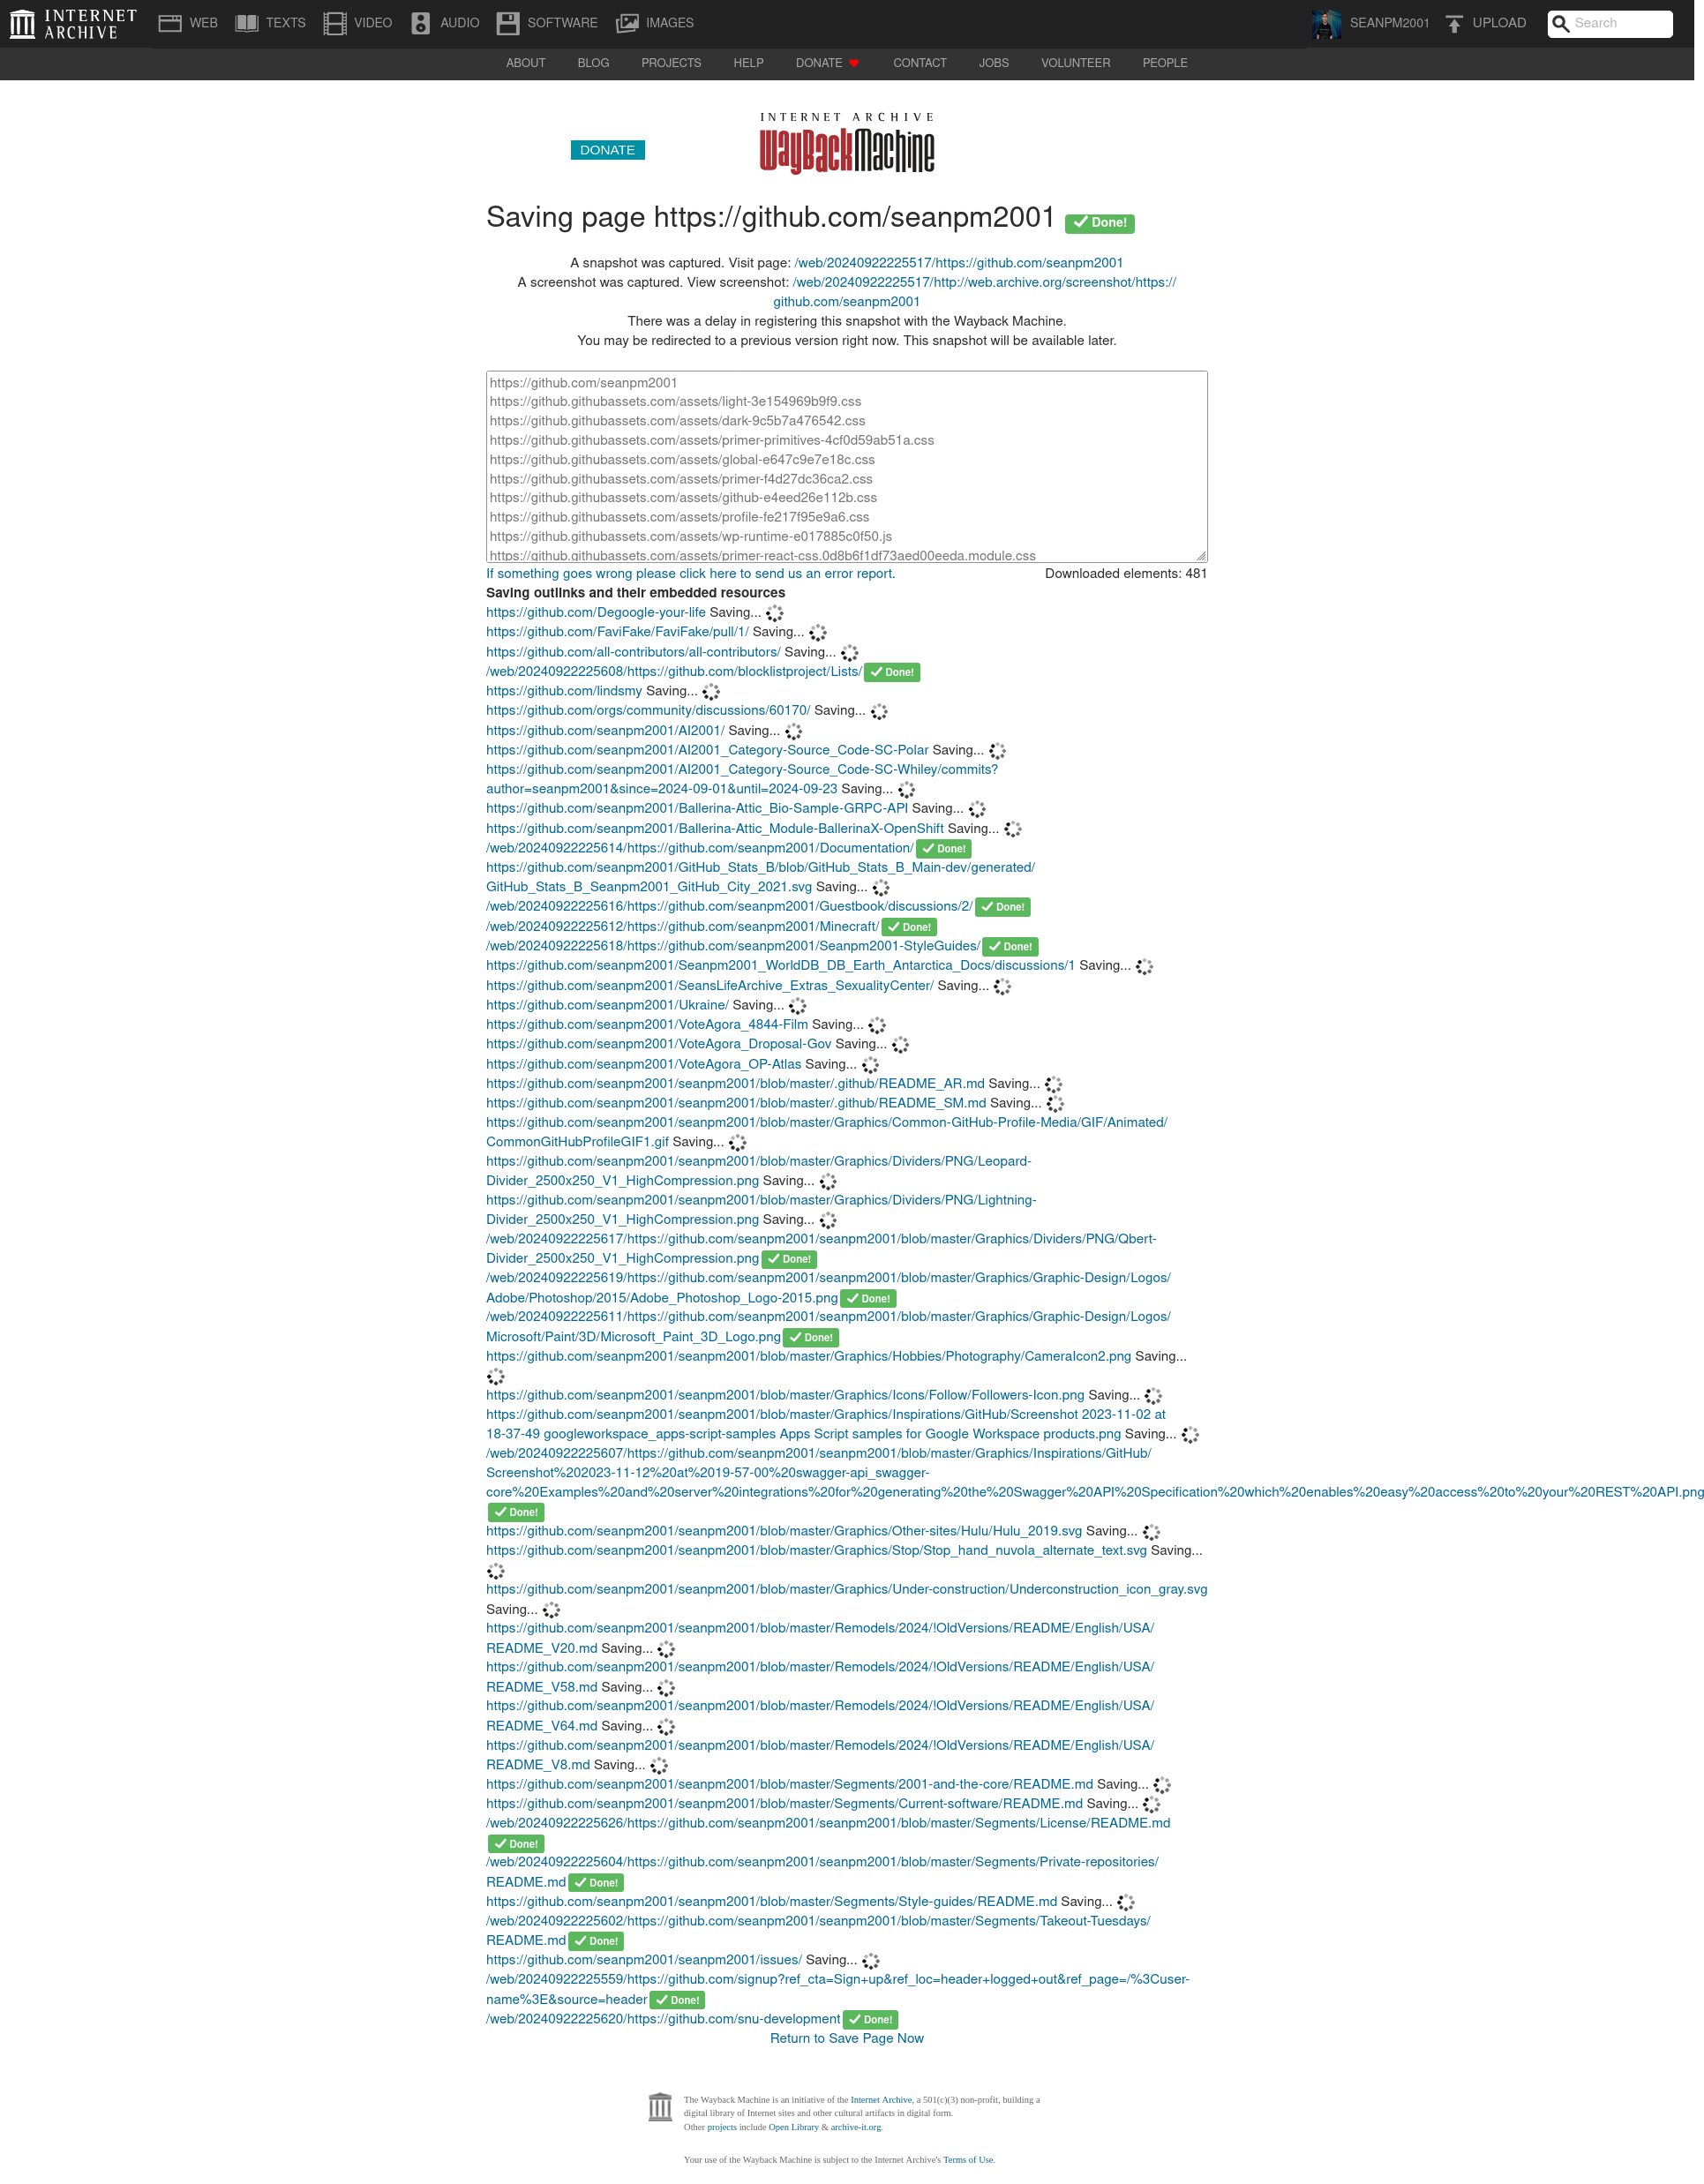 INTERNET ARCHIVE WEB TEXTS VIDEO AUDIO SOFTWARE IMAGES SEANPM2001 UPLOAD Search
ABOUT BLOG PROJECTS HELP DONATE CONTACT JOBS VOLUNTEER PEOPLE
INTERNET ARCHIVE
DONATE
WayBackMachine
Saving page https://github.com/seanpm2001 Done!
A snapshot was captured. Visit page: /web/20240922225517/https://github.com/seanpm2001
A screenshot was captured. View screenshot: /web/20240922225517/http://web.archive.org/screenshot/https://
github.com/seanpm2001
There was a delay in registering this snapshot with the Wayback Machine.
You may be redirected to a previous version right now. This snapshot will be available later.
https://github.com/seanpm2001
https://github.githubassets.com/assets/light-3e154969b9f9.css
https://github.githubassets.com/assets/dark-9c5b7a476542.css
https://github.githubassets.com/assets/primer-primitives-4cf0d59ab51a.css
https://github.githubassets.com/assets/global-e647c9e7e18c.css
https://github.githubassets.com/assets/primer-f4d27dc36ca2.css
https://github.githubassets.com/assets/github-e4eed26e112b.css
https://github.githubassets.com/assets/profile-fe217f95e9a6.css
https://github.githubassets.com/assets/wp-runtime-e017885c0f50.js
https://github.githubassets.com/assets/primer-react-css.0d8b6f1df73aed00eeda.module.css
If something goes wrong please click here to send us an error report. Downloaded elements: 481
Saving outlinks and their embedded resources
https://github.com/Degoogle-your-life Saving...
https://github.com/FaviFake/FaviFake/pull/1/ Saving...
https://github.com/all-contributors/all-contributors/ Saving...
/web/20240922225608/https://github.com/blocklistproject/Lists/ Done!
https://github.com/lindsmy Saving...
https://github.com/orgs/community/discussions/60170/ Saving...
https://github.com/seanpm2001/AI2001/ Saving...
https://github.com/seanpm2001/AI2001_Category-Source_Code-SC-Polar Saving...
https://github.com/seanpm2001/AI2001_Category-Source_Code-SC-Whiley/commits?
author=seanpm2001&since=2024-09-01&until=2024-09-23 Saving...
https://github.com/seanpm2001/Ballerina-Attic_Bio-Sample-GRPC-API Saving...
https://github.com/seanpm2001/Ballerina-Attic_Module-BallerinaX-OpenShift Saving...
/web/20240922225614/https://github.com/seanpm2001/Documentation/ Done!
https://github.com/seanpm2001/GitHub_Stats_B/blob/GitHub_Stats_B_Main-dev/generated/
GitHub_Stats_B_Seanpm2001_GitHub_City_2021.svg Saving...
/web/20240922225616/https://github.com/seanpm2001/Guestbook/discussions/2/ Done!
/web/20240922225612/https://github.com/seanpm2001/Minecraft/ Done!
/web/20240922225618/https://github.com/seanpm2001/Seanpm2001-StyleGuides/ Done!
https://github.com/seanpm2001/Seanpm2001_WorldDB_DB_Earth_Antarctica_Docs/discussions/1 Saving...
https://github.com/seanpm2001/SeansLifeArchive_Extras_SexualityCenter/ Saving...
https://github.com/seanpm2001/Ukraine/ Saving...
https://github.com/seanpm2001/VoteAgora_4844-Film Saving...
https://github.com/seanpm2001/VoteAgora_Droposal-Gov Saving...
https://github.com/seanpm2001/VoteAgora_OP-Atlas Saving...
https://github.com/seanpm2001/seanpm2001/blob/master/.github/README_AR.md Saving...
https://github.com/seanpm2001/seanpm2001/blob/master/.github/README_SM.md Saving...
https://github.com/seanpm2001/seanpm2001/blob/master/Graphics/Common-GitHub-Profile-Media/GIF/Animated/
CommonGitHubProfileGIF1.gif Saving...
https://github.com/seanpm2001/seanpm2001/blob/master/Graphics/Dividers/PNG/Leopard-
Divider_2500x250_V1_HighCompression.png Saving...
https://github.com/seanpm2001/seanpm2001/blob/master/Graphics/Dividers/PNG/Lightning-
Divider_2500x250_V1_HighCompression.png Saving...
/web/20240922225617/https://github.com/seanpm2001/seanpm2001/blob/master/Graphics/Dividers/PNG/Qbert-
Divider_2500x250_V1_HighCompression.png Done!
/web/20240922225619/https://github.com/seanpm2001/seanpm2001/blob/master/Graphics/Graphic-Design/Logos/
Adobe/Photoshop/2015/Adobe_Photoshop_Logo-2015.png Done!
/web/20240922225611/https://github.com/seanpm2001/seanpm2001/blob/master/Graphics/Graphic-Design/Logos/
Microsoft/Paint/3D/Microsoft_Paint_3D_Logo.png Done!
https://github.com/seanpm2001/seanpm2001/blob/master/Graphics/Hobbies/Photography/CameraIcon2.png Saving...
https://github.com/seanpm2001/seanpm2001/blob/master/Graphics/Icons/Follow/Followers-Icon.png Saving...
https://github.com/seanpm2001/seanpm2001/blob/master/Graphics/Inspirations/GitHub/Screenshot 2023-11-02 at
18-37-49 googleworkspace_apps-script-samples Apps Script samples for Google Workspace products.png Saving...
/web/20240922225607/https://github.com/seanpm2001/seanpm2001/blob/master/Graphics/Inspirations/GitHub/
Screenshot%202023-11-12%20at%2019-57-00%20swagger-api_swagger-
core%20Examples%20and%20server%20integrations%20for%20generating%20the%20Swagger%20API%20Specification%20which%20enables%20easy%20access%20to%20your%20REST%20API.png
Done!
https://github.com/seanpm2001/seanpm2001/blob/master/Graphics/Other-sites/Hulu/Hulu_2019.svg Saving...
https://github.com/seanpm2001/seanpm2001/blob/master/Graphics/Stop/Stop_hand_nuvola_alternate_text.svg Saving...
https://github.com/seanpm2001/seanpm2001/blob/master/Graphics/Under-construction/Underconstruction_icon_gray.svg
Saving...
https://github.com/seanpm2001/seanpm2001/blob/master/Remodels/2024/!OldVersions/README/English/USA/
README_V20.md Saving...
https://github.com/seanpm2001/seanpm2001/blob/master/Remodels/2024/!OldVersions/README/English/USA/
README_V58.md Saving...
https://github.com/seanpm2001/seanpm2001/blob/master/Remodels/2024/!OldVersions/README/English/USA/
README_V64.md Saving...
https://github.com/seanpm2001/seanpm2001/blob/master/Remodels/2024/!OldVersions/README/English/USA/
README_V8.md Saving...
https://github.com/seanpm2001/seanpm2001/blob/master/Segments/2001-and-the-core/README.md Saving...
https://github.com/seanpm2001/seanpm2001/blob/master/Segments/Current-software/README.md Saving...
/web/20240922225626/https://github.com/seanpm2001/seanpm2001/blob/master/Segments/License/README.md
Done!
/web/20240922225604/https://github.com/seanpm2001/seanpm2001/blob/master/Segments/Private-repositories/
README.md Done!
https://github.com/seanpm2001/seanpm2001/blob/master/Segments/Style-guides/README.md Saving...
/web/20240922225602/https://github.com/seanpm2001/seanpm2001/blob/master/Segments/Takeout-Tuesdays/
README.md Done!
https://github.com/seanpm2001/seanpm2001/issues/ Saving...
/web/20240922225559/https://github.com/signup?ref_cta=Sign+up&ref_loc=header+logged+out&ref_page=/%3Cuser-
name%3E&source=header Done!
/web/20240922225620/https://github.com/snu-development Done!
Return to Save Page Now
The Wayback Machine is an initiative of the Internet Archive, a 501(c)(3) non-profit, building a
digital library of Internet sites and other cultural artifacts in digital form.
Other projects include Open Library & archive-it.org.
Your use of the Wayback Machine is subject to the Internet Archive's Terms of Use.